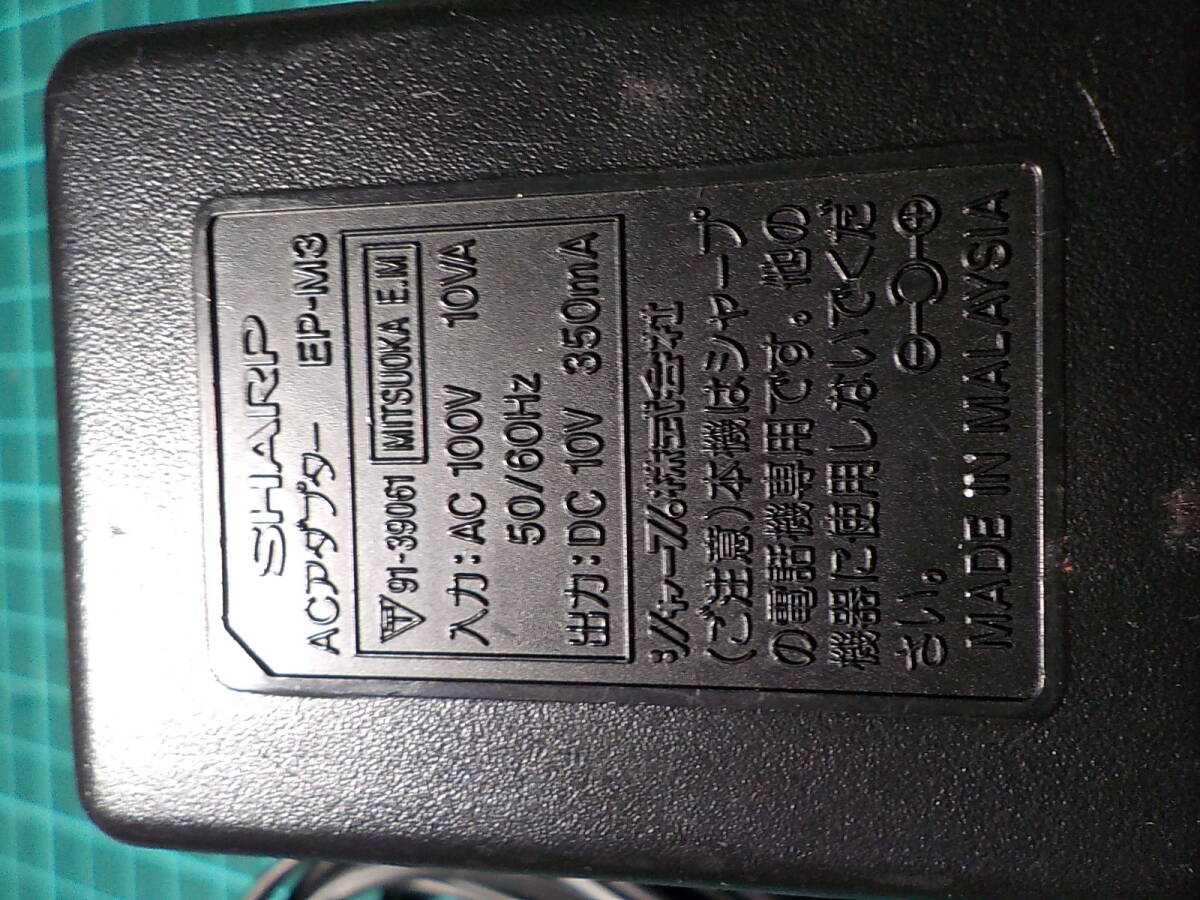 SHARP
ACアダプター EP-M3
〒 91-39061 MITSUOKA E.M
入力：AC 100V 10VA
50/60Hz
出力：DC 10V 350mA
シャープ株式会社
(ご注意)本機はシャープ
の電話機専用です。他の
機器に使用しないでくだ
さい。
⊖ ⊕
MADE IN MALAYSIA